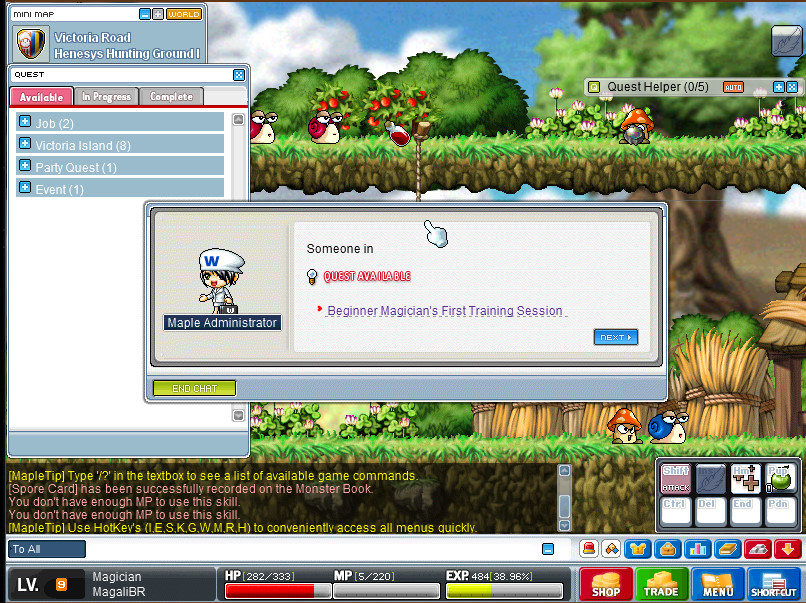 MINI MAP
WORLD
Victoria Road
Henesys Hunting Ground I
QUEST
Available
In Progress
Complete
Job (2)
Victoria Island (8)
Party Quest (1)
Event (1)
Quest Helper (0/5)
AUTO
W
Maple Administrator
Someone in
QUEST AVAILABLE
Beginner Magician's First Training Session
NEXT
END CHAT
[MapleTip] Type '/?' in the textbox to see a list of available game commands.
[Spore Card] has been successfully recorded on the Monster Book.
You don't have enough MP to use this skill.
You don't have enough MP to use this skill.
[MapleTip] Use HotKey's (I,E,S,K,G,W,M,R,H) to conveniently access all menus quickly.
Shift
ATTACK
Hm
Pup
Ctrl
Del
End
Pdn
To All
LV. 9
Magician
MagaliBR
HP [282/333]
MP [5/220]
EXP. 484 [38.96%]
SHOP
TRADE
MENU
SHORTCUT